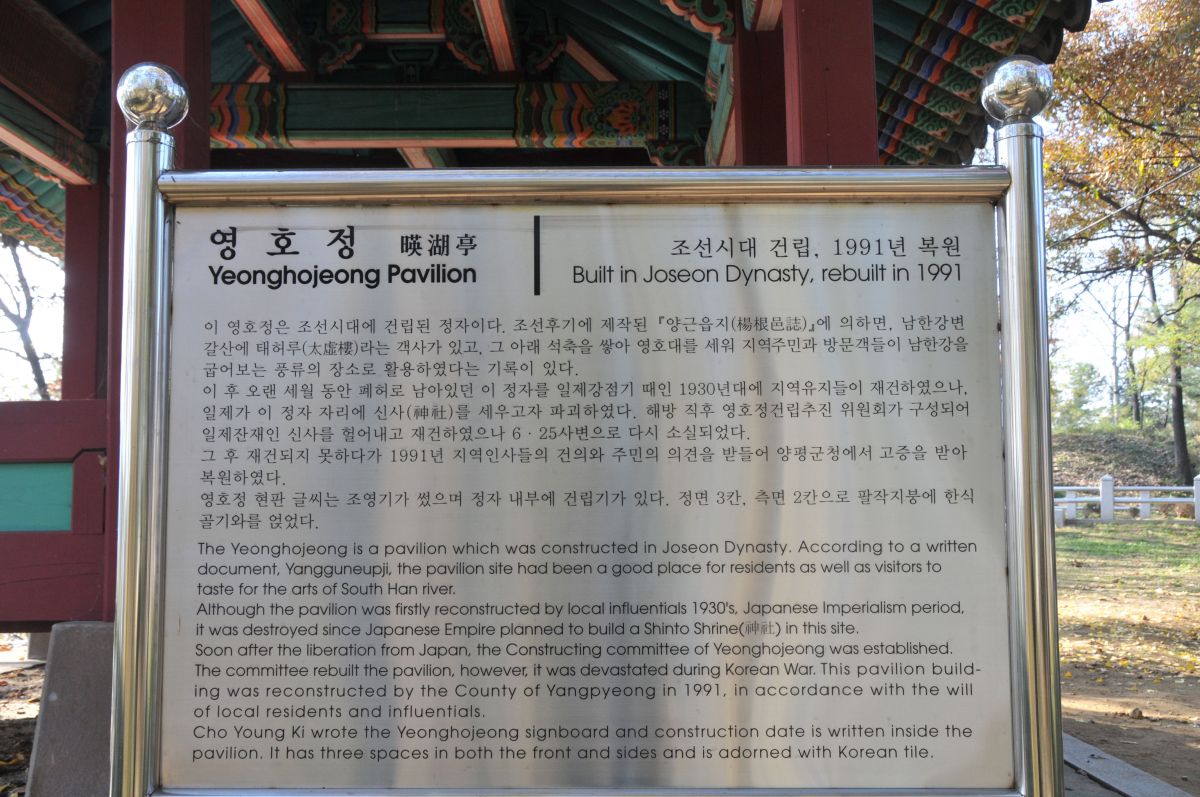 영호정 暎湖亭
Yeonghojeong Pavilion
조선시대 건립, 1991년 복원
Built in Joseon Dynasty, rebuilt in 1991
이 영호정은 조선시대에 건립된 정자이다. 조선후기에 제작된 『양근읍지(楊根邑誌)』에 의하면, 남한강변
갈산에 태허루(太虛樓)라는 객사가 있고, 그 아래 석축을 쌓아 영호대를 세워 지역주민과 방문객들이 남한강을
굽어보는 풍류의 장소로 활용하였다는 기록이 있다.
이 후 오랜 세월 동안 폐허로 남아있던 이 정자를 일제강점기 때인 1930년대에 지역유지들이 재건하였으나,
일제가 이 정자 자리에 신사(神社)를 세우고자 파괴하였다. 해방 직후 영호정건립추진 위원회가 구성되어
일제잔재인 신사를 헐어내고 재건하였으나 6·25사변으로 다시 소실되었다.
그 후 재건되지 못하다가 1991년 지역인사들의 건의와 주민의 의견을 받들어 양평군청에서 고증을 받아
복원하였다.
영호정 현판 글씨는 조영기가 썼으며 정자 내부에 건립기가 있다. 정면 3칸, 측면 2칸으로 팔작지붕에 한식
골기와를 얹었다.
The Yeonghojeong is a pavilion which was constructed in Joseon Dynasty. According to a written
document, Yangguneupji, the pavilion site had been a good place for residents as well as visitors to
taste for the arts of South Han river.
Although the pavilion was firstly reconstructed by local influentials 1930's, Japanese Imperialism period,
it was destroyed since Japanese Empire planned to build a Shinto Shrine(神社) in this site.
Soon after the liberation from Japan, the Constructing committee of Yeonghojeong was established.
The committee rebuilt the pavilion, however, it was devastated during Korean War. This pavilion build-
ing was reconstructed by the County of Yangpyeong in 1991, in accordance with the will
of local residents and influentials.
Cho Young Ki wrote the Yeonghojeong signboard and construction date is written inside the
pavilion. It has three spaces in both the front and sides and is adorned with Korean tile.